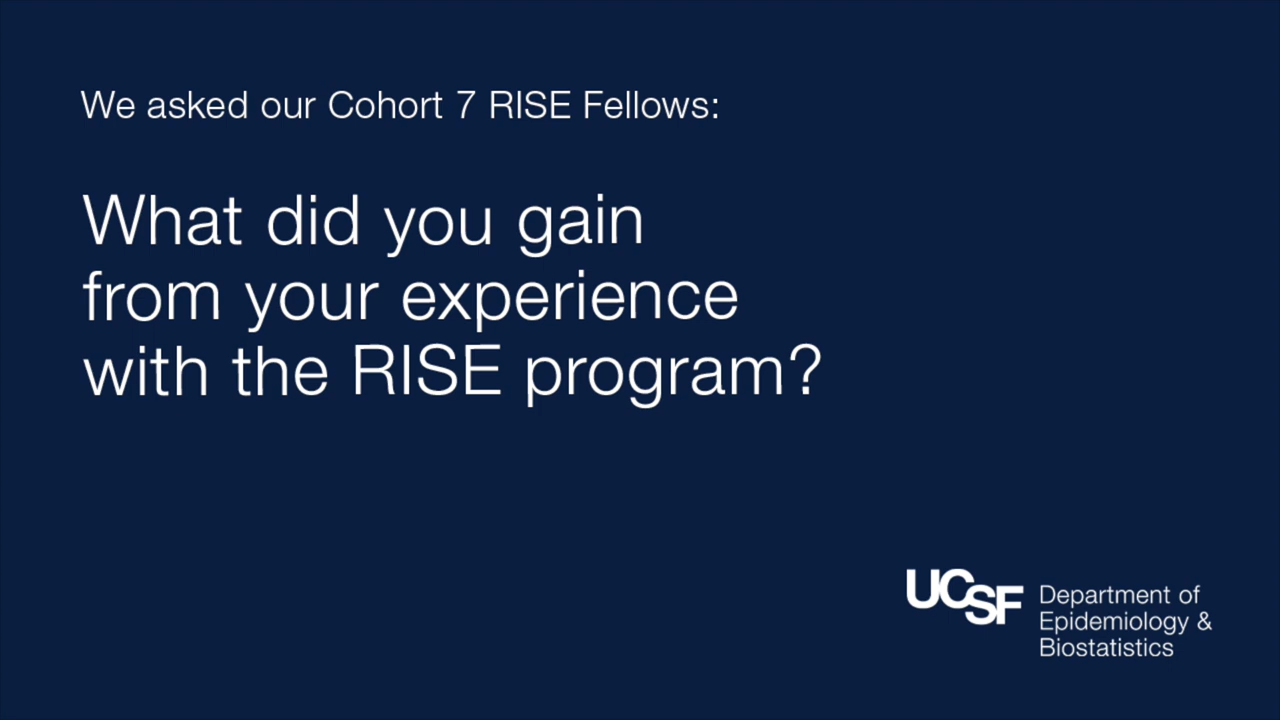 We asked our Cohort 7 RISE Fellows:
What did you gain
from your experience
with the RISE program?
UCSF
Department of
Epidemiology &
Biostatistics